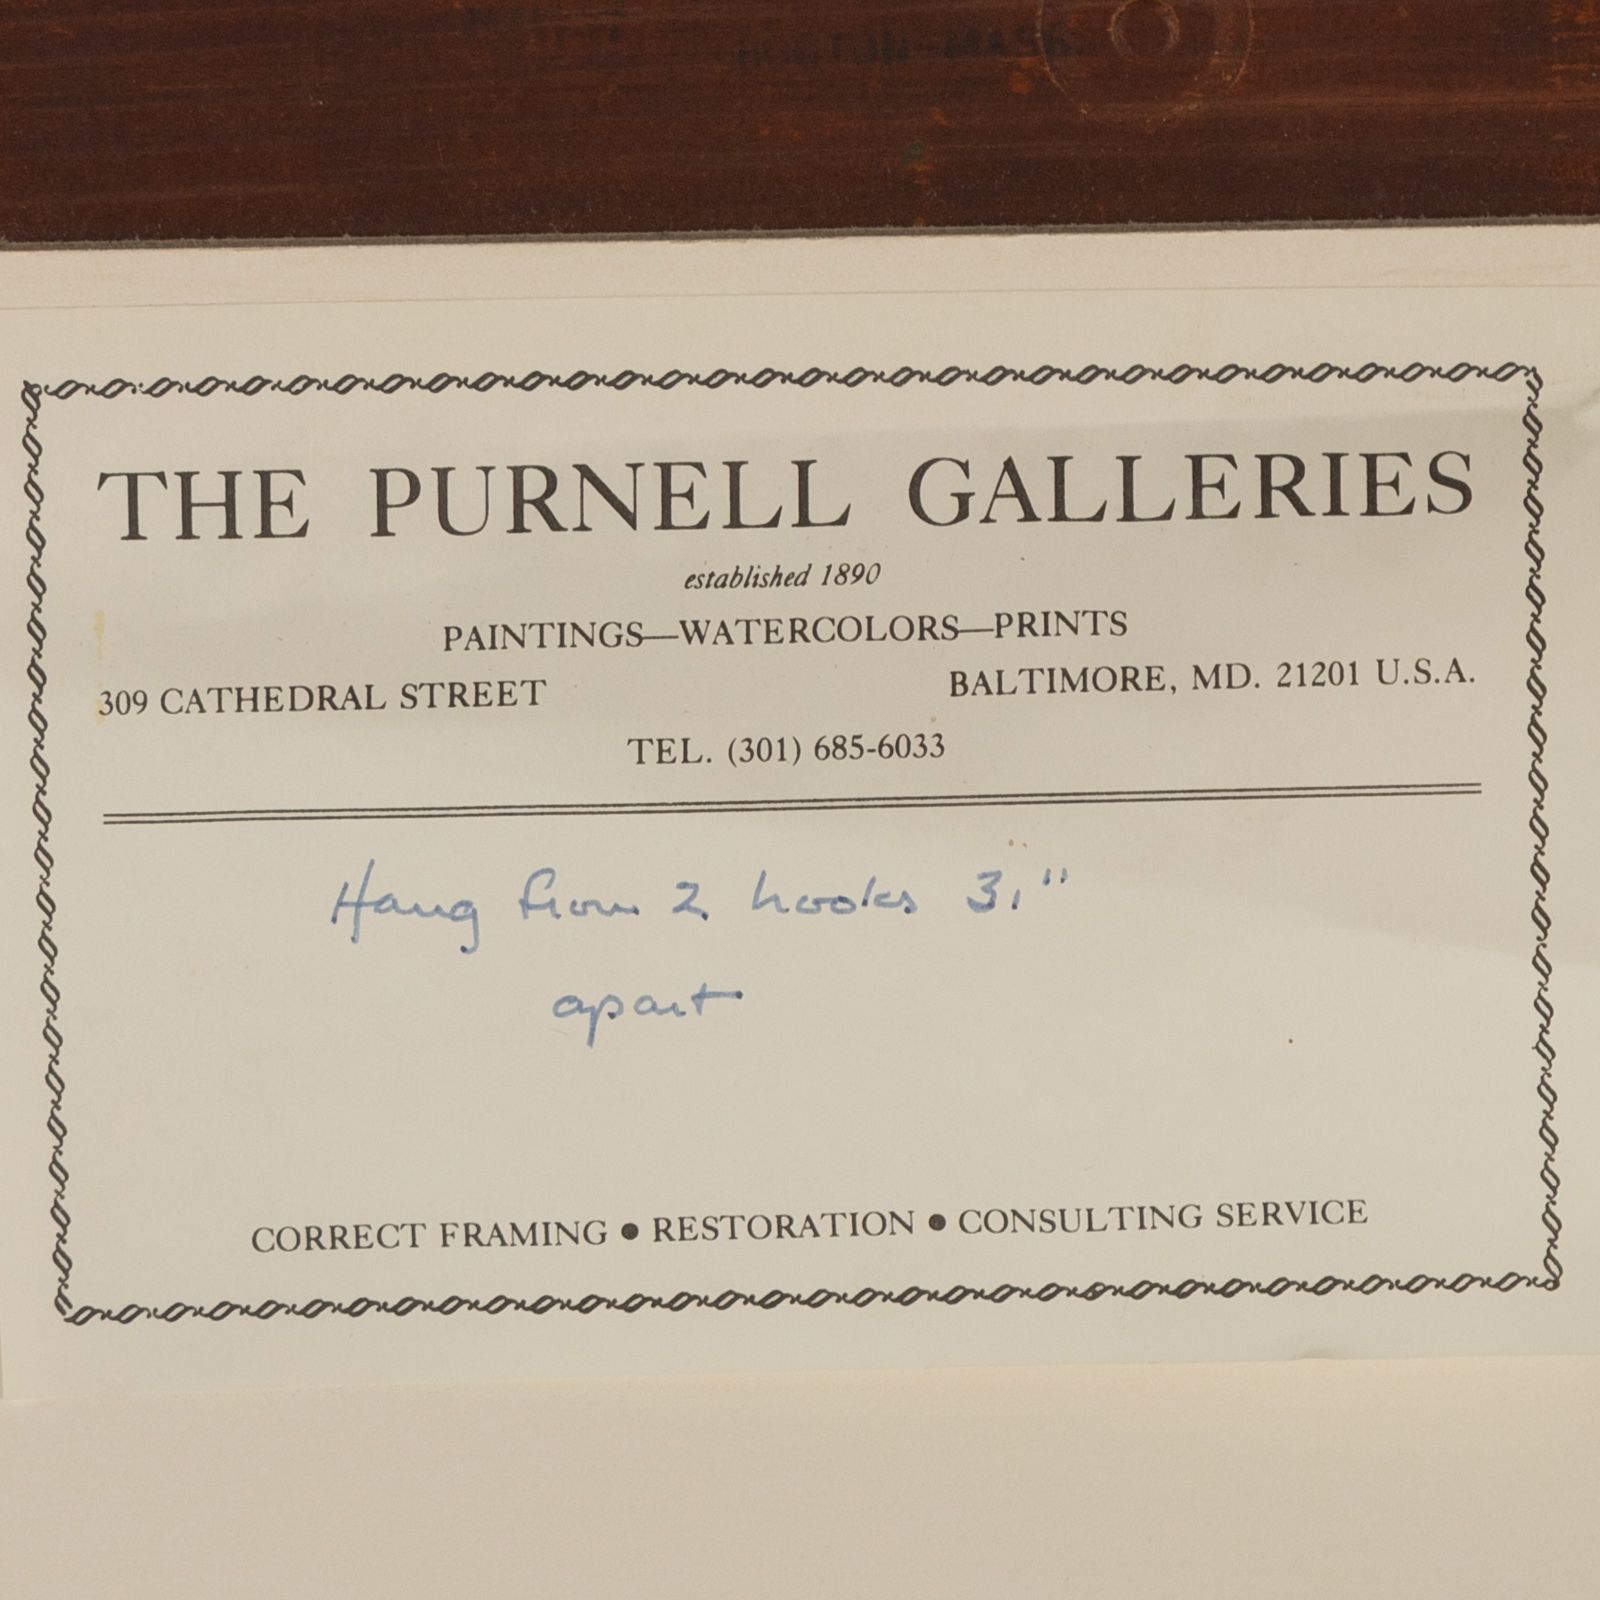 THE PURNELL GALLERIES
established 1890
PAINTINGS—WATERCOLORS—PRINTS
309 CATHEDRAL STREET BALTIMORE, MD. 21201 U.S.A.
TEL. (301) 685-6033
Hang from 2 hooks 3."
apart
CORRECT FRAMING ● RESTORATION ● CONSULTING SERVICE